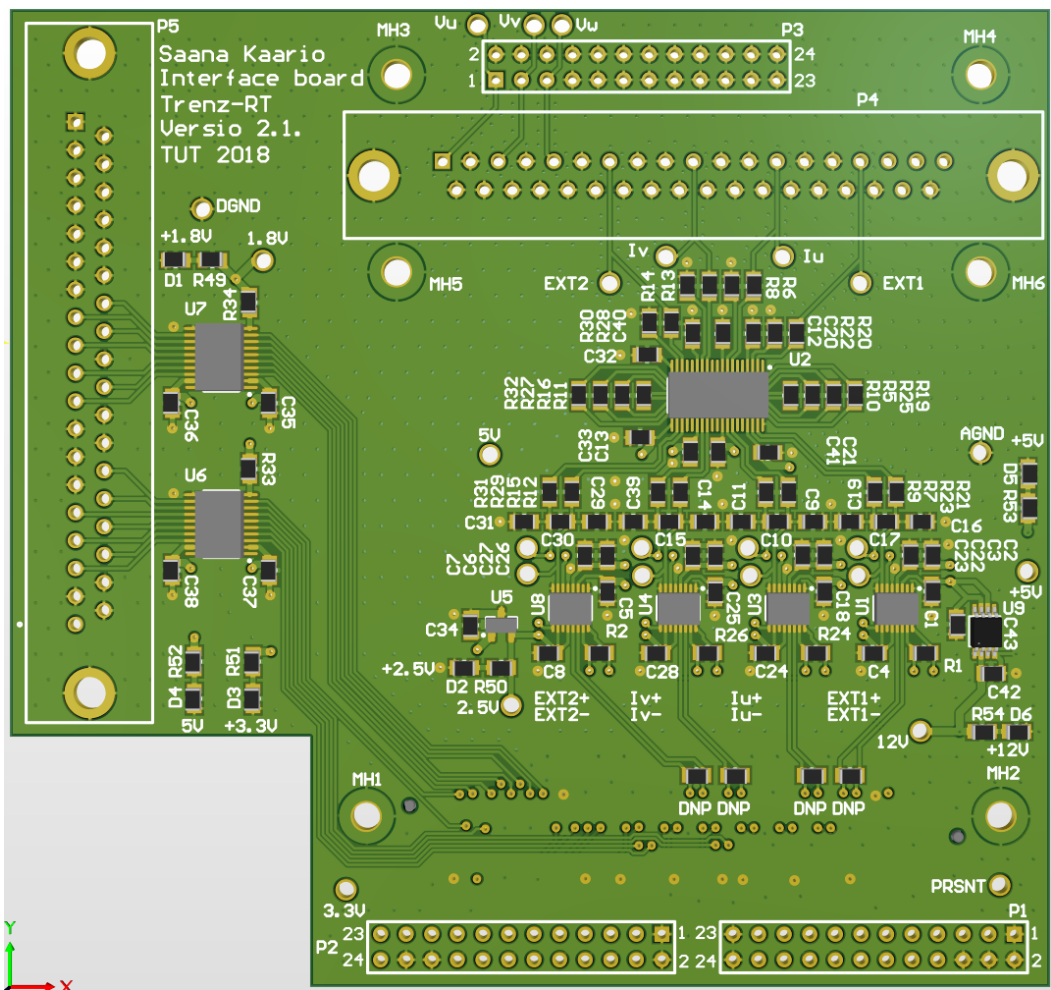 P5
Saana Kaario
Interface board
Trenz-RT
Versio 2.1.
TUT 2018
Vu Vv Vw
MH3
P3
2 24
1 23
MH4
P4
DGND
+1.8V
1.8V
D1 R49
U7
R34
C36
C35
U6
R33
C38
C37
R52
R51
D4
D3
5V
+3.3V
MH5
EXT2
Iv
Iu
EXT1
MH6
R14
R13
R8
R6
R30
R28
C40
C12
C20
R22
R20
C32
U2
R32
R27
R16
R11
R10
R5
R25
R19
C33
C13
C41
C21
5V
AGND
+5V
D5
R53
R31
R29
R15
R12
C29
C39
C14
C11
C9
C19
R9
R7
R23
R21
C31
C30
C15
C10
C17
C16
C7
C6
C27
C26
C23
C22
C3
C2
+5V
U5
U8
C5
U4
C25
U3
C18
U1
C1
U9
C43
C34
R2
R26
R24
R1
+2.5V
D2 R50
C8
C28
C24
C4
C42
2.5V
EXT2+
EXT2-
Iv+
Iv-
Iu+
Iu-
EXT1+
EXT1-
12V
R54 D6
+12V
MH1
MH2
DNP DNP DNP DNP
PRSNT
3.3V
P1
P2
23 1
24 2
23 1
24 2
Y
X